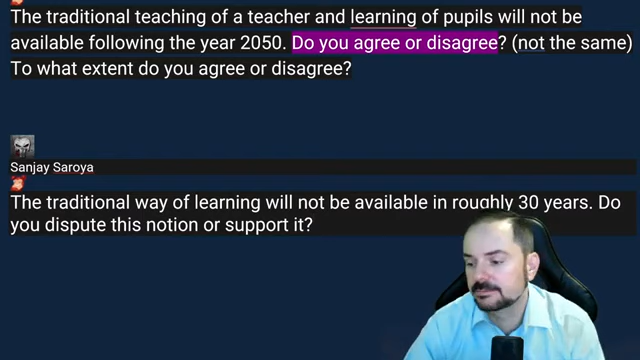 The traditional teaching of a teacher and learning of pupils will not be
available following the year 2050. Do you agree or disagree? (not the same)
To what extent do you agree or disagree?
Sanjay Saroya
The traditional way of learning will not be available in roughly 30 years. Do
you dispute this notion or support it?